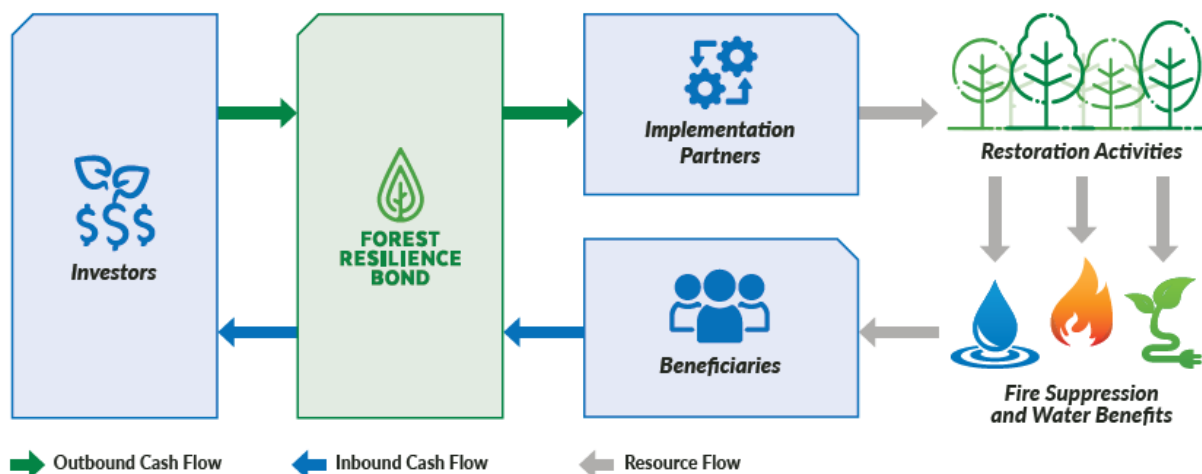 Investors
FOREST
RESILIENCE
BOND
Implementation
Partners
Restoration Activities
Beneficiaries
Fire Suppression
and Water Benefits
Outbound Cash Flow
Inbound Cash Flow
Resource Flow